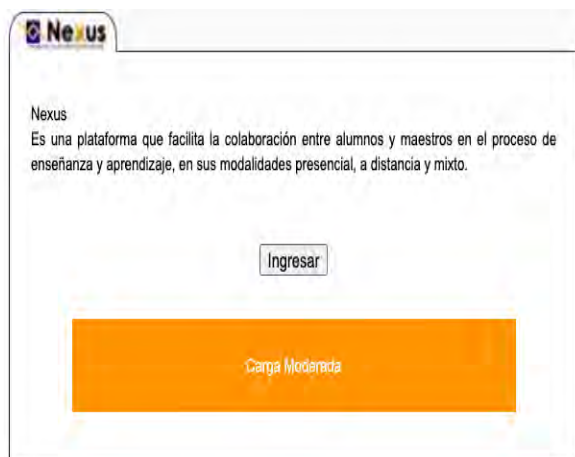 Nexus
Nexus
Es una plataforma que facilita la colaboración entre alumnos y maestros en el proceso de
enseñanza y aprendizaje, en sus modalidades presencial, a distancia y mixto.
Ingresar
Carga Moderada